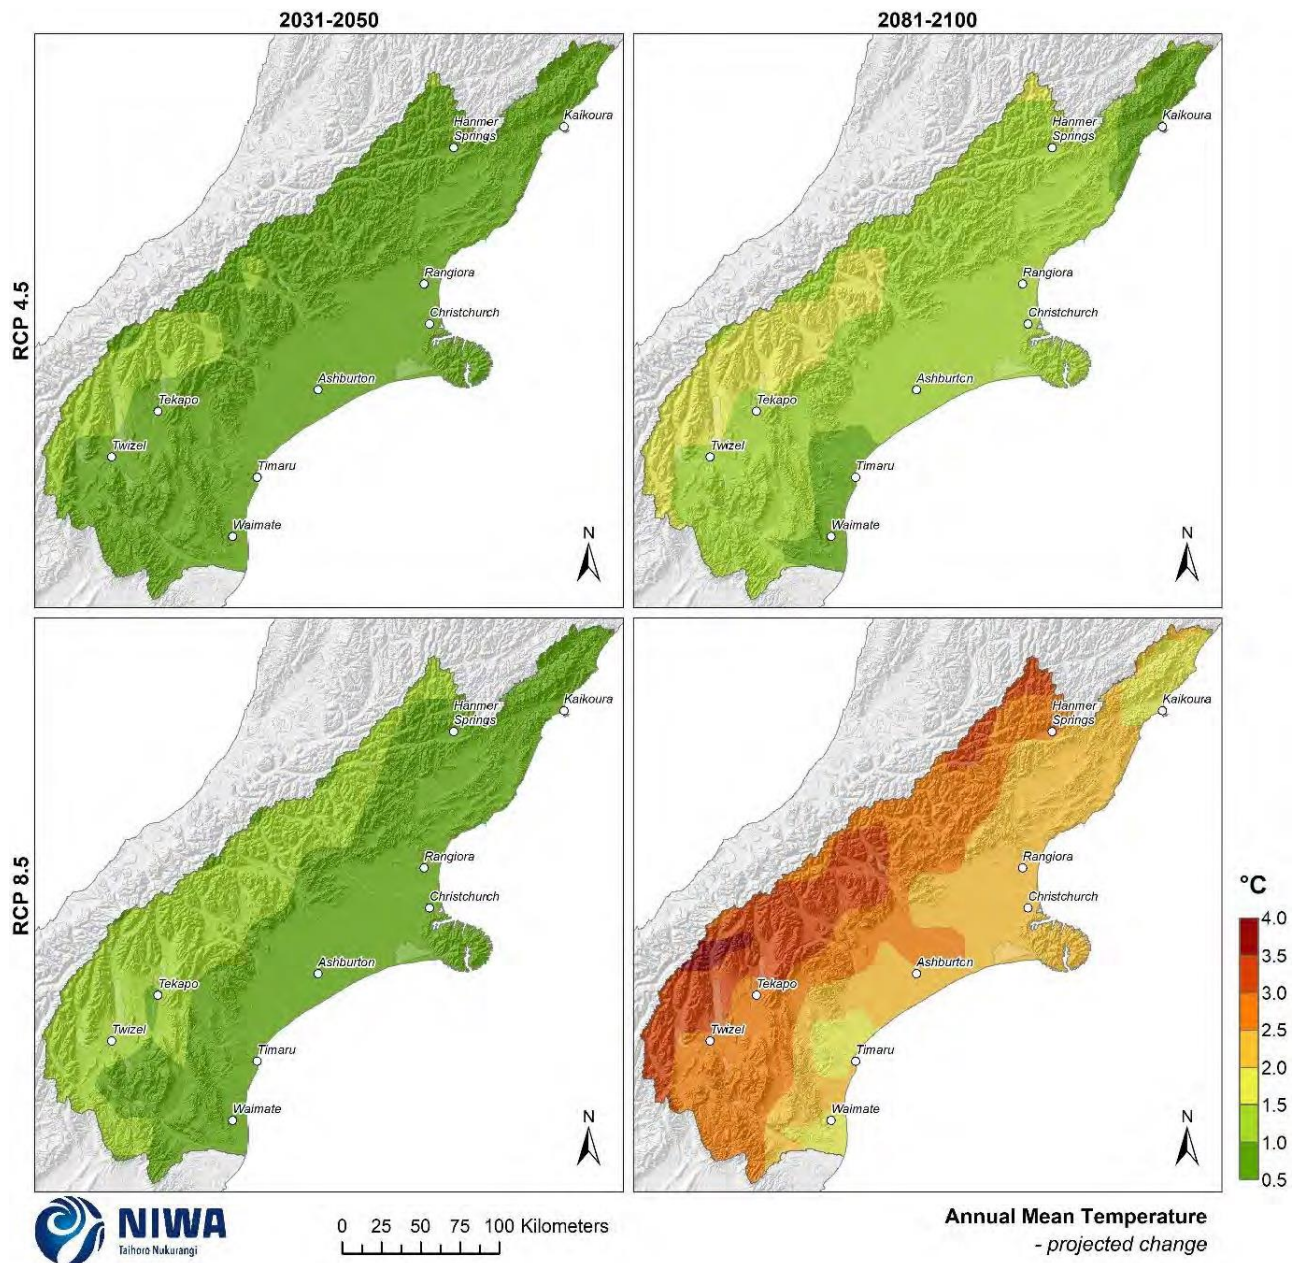 2031-2050
2081-2100
RCP 4.5
Hanmer
Springs
Kaikoura
Rangiora
Christchurch
Ashburton
Tekapo
Twizel
Timaru
Waimate
N
Hanmer
Springs
Kaikoura
Rangiora
Christchurch
Ashburton
Tekapo
Twizel
Timaru
Waimate
N
RCP 8.5
Hanmer
Springs
Kaikoura
Rangiora
Christchurch
Ashburton
Tekapo
Twizel
Timaru
Waimate
N
Hanmer
Springs
Kaikoura
Rangiora
Christchurch
Ashburton
Tekapo
Twizel
Timaru
Waimate
N
°C
4.0
3.5
3.0
2.5
2.0
1.5
1.0
0.5
NIWA
Taihoro Nukurangi
0 25 50 75 100 Kilometers
Annual Mean Temperature
- projected change